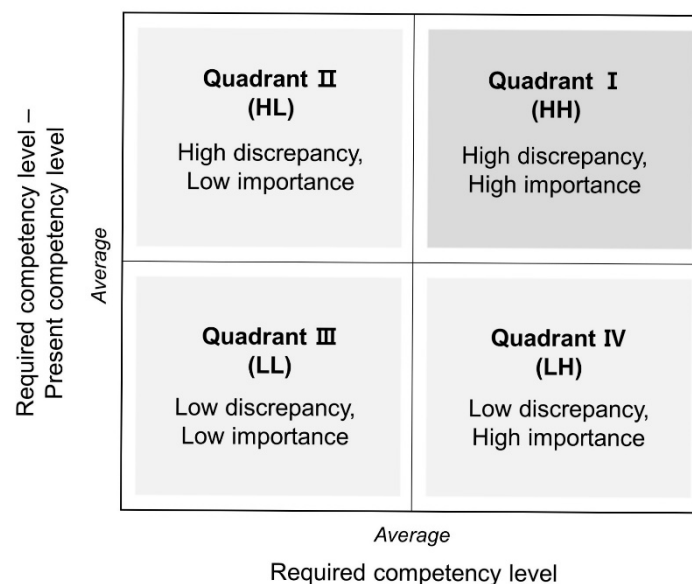 Required competency level –
Present competency level
Average
Quadrant Ⅱ
(HL)
High discrepancy,
Low importance
Quadrant Ⅰ
(HH)
High discrepancy,
High importance
Quadrant Ⅲ
(LL)
Low discrepancy,
Low importance
Quadrant Ⅳ
(LH)
Low discrepancy,
High importance
Average
Required competency level